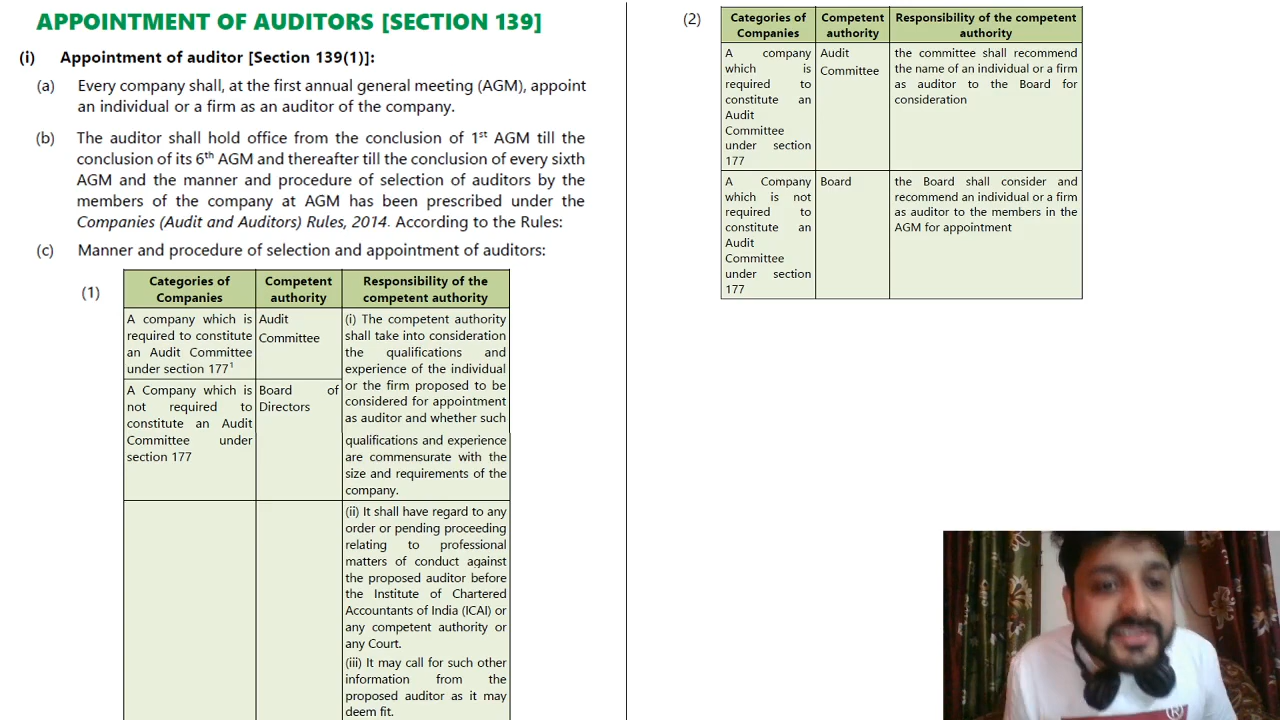 APPOINTMENT OF AUDITORS [SECTION 139]
(i) Appointment of auditor [Section 139(1)]:
(a) Every company shall, at the first annual general meeting (AGM), appoint
an individual or a firm as an auditor of the company.
(b) The auditor shall hold office from the conclusion of 1st AGM till the
conclusion of its 6th AGM and thereafter till the conclusion of every sixth
AGM and the manner and procedure of selection of auditors by the
members of the company at AGM has been prescribed under the
Companies (Audit and Auditors) Rules, 2014. According to the Rules:
(c) Manner and procedure of selection and appointment of auditors:
(1)
Categories of
Companies
Competent
authority
Responsibility of the
competent authority
A company which is
required to constitute
an Audit Committee
under section 177¹
Audit
Committee
(i) The competent authority
shall take into consideration
the qualifications and
experience of the individual
or the firm proposed to be
considered for appointment
as auditor and whether such
qualifications and experience
are commensurate with the
size and requirements of the
company.
A Company which is
not required to
constitute an Audit
Committee under
section 177
Board of
Directors
(ii) It shall have regard to any
order or pending proceeding
relating to professional
matters of conduct against
the proposed auditor before
the Institute of Chartered
Accountants of India (ICAI) or
any competent authority or
any Court.
(iii) It may call for such other
information from the
proposed auditor as it may
deem fit.
(2)
Categories of
Companies
Competent
authority
Responsibility of the competent
authority
A company
which is
required to
constitute an
Audit
Committee
under section
177
Audit
Committee
the committee shall recommend
the name of an individual or a firm
as auditor to the Board for
consideration
A Company
which is not
required to
constitute an
Audit
Committee
under section
177
Board
the Board shall consider and
recommend an individual or a firm
as auditor to the members in the
AGM for appointment